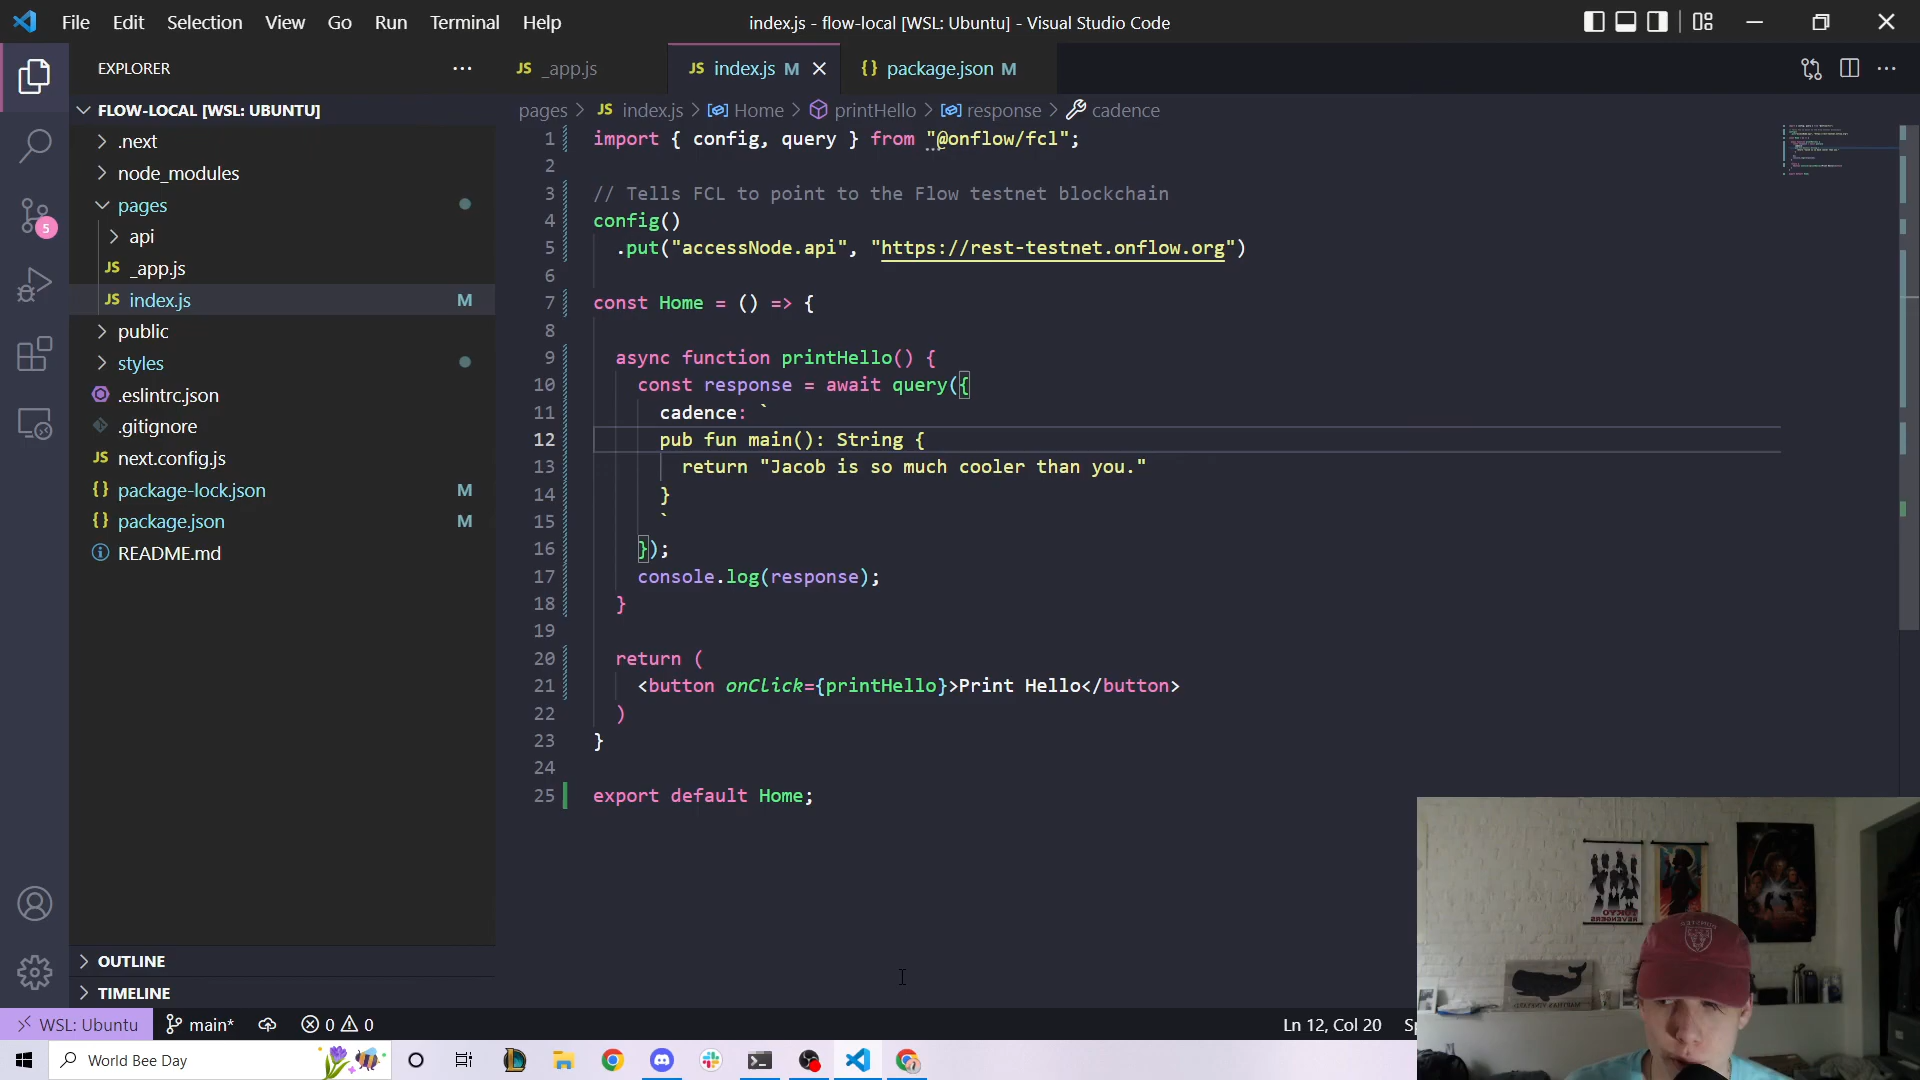 File Edit Selection View Go Run Terminal Help
index.js - flow-local [WSL: Ubuntu] - Visual Studio Code
EXPLORER
JS _app.js
JS index.js M
{} package.json M
FLOW-LOCAL [WSL: UBUNTU]
.next
node_modules
pages
api
JS _app.js
JS index.js M
public
styles
.eslintrc.json
.gitignore
JS next.config.js
{} package-lock.json M
{} package.json M
README.md
OUTLINE
TIMELINE
5
pages > JS index.js > Home > printHello > response > cadence
1 import { config, query } from "@onflow/fcl";
2
3 // Tells FCL to point to the Flow testnet blockchain
4 config()
5 .put("accessNode.api", "https://rest-testnet.onflow.org")
6
7 const Home = () => {
8
9 async function printHello() {
10 const response = await query({
11 cadence: `
12 pub fun main(): String {
13 return "Jacob is so much cooler than you."
14 }
15 `
16 });
17 console.log(response);
18 }
19
20 return (
21 <button onClick={printHello}>Print Hello</button>
22 )
23 }
24
25 export default Home;
WSL: Ubuntu main* 0 0
Ln 12, Col 20 Sp
World Bee Day